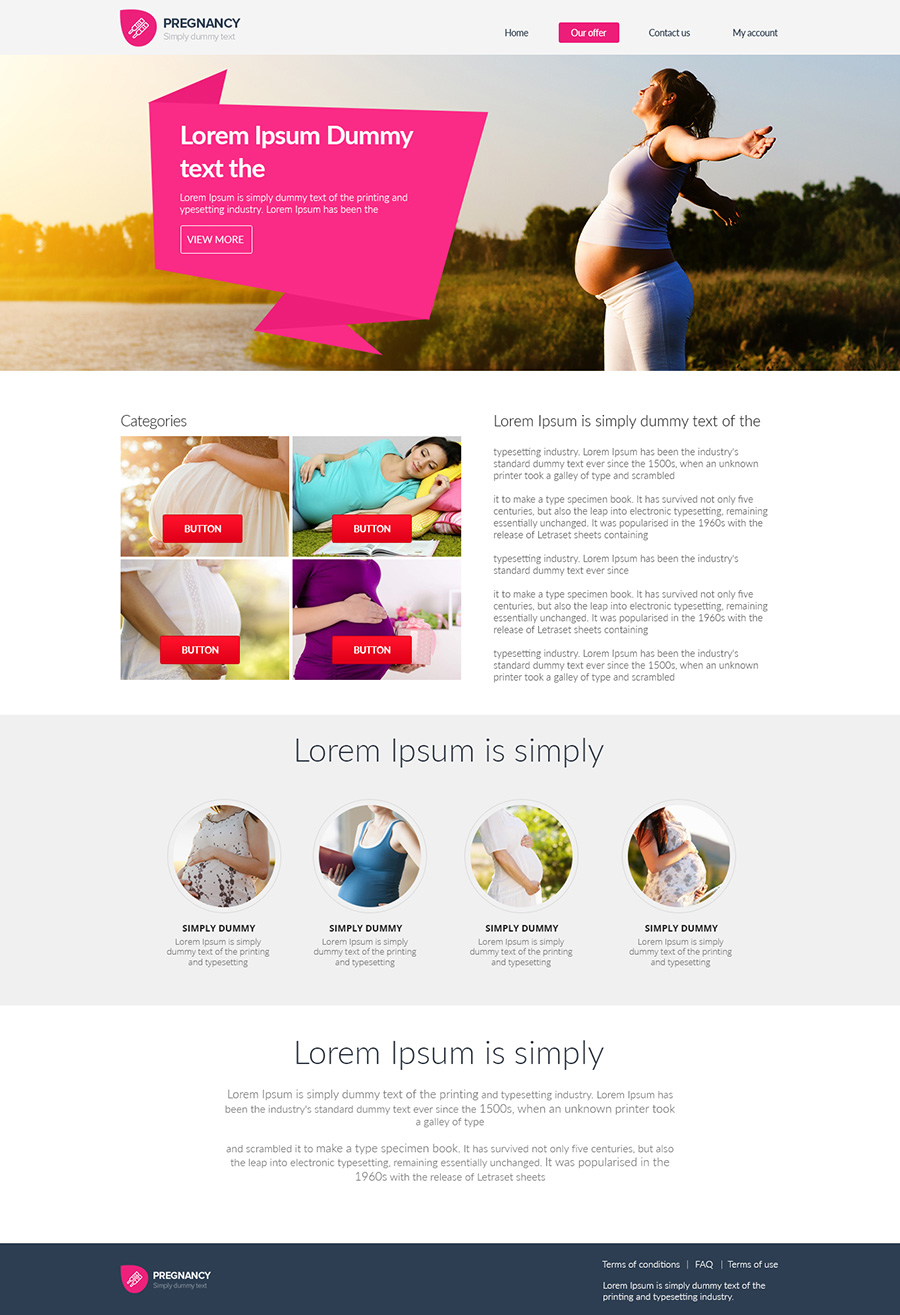 PREGNANCY
Simply dummy text
Home
Our offer
Contact us
My account
Lorem Ipsum Dummy
text the
Lorem Ipsum is simply dummy text of the printing and
ypesetting industry. Lorem Ipsum has been the
VIEW MORE
Categories
BUTTON
BUTTON
BUTTON
BUTTON
Lorem Ipsum is simply dummy text of the
typesetting industry. Lorem Ipsum has been the industry's
standard dummy text ever since the 1500s, when an unknown
printer took a galley of type and scrambled
it to make a type specimen book. It has survived not only five
centuries, but also the leap into electronic typesetting, remaining
essentially unchanged. It was popularised in the 1960s with the
release of Letraset sheets containing
typesetting industry. Lorem Ipsum has been the industry's
standard dummy text ever since
it to make a type specimen book. It has survived not only five
centuries, but also the leap into electronic typesetting, remaining
essentially unchanged. It was popularised in the 1960s with the
release of Letraset sheets containing
typesetting industry. Lorem Ipsum has been the industry's
standard dummy text ever since the 1500s, when an unknown
printer took a galley of type and scrambled
Lorem Ipsum is simply
SIMPLY DUMMY
Lorem Ipsum is simply
dummy text of the printing
and typesetting
SIMPLY DUMMY
Lorem Ipsum is simply
dummy text of the printing
and typesetting
SIMPLY DUMMY
Lorem Ipsum is simply
dummy text of the printing
and typesetting
SIMPLY DUMMY
Lorem Ipsum is simply
dummy text of the printing
and typesetting
Lorem Ipsum is simply
Lorem Ipsum is simply dummy text of the printing and typesetting industry. Lorem Ipsum has
been the industry's standard dummy text ever since the 1500s, when an unknown printer took
a galley of type
and scrambled it to make a type specimen book. It has survived not only five centuries, but also
the leap into electronic typesetting, remaining essentially unchanged. It was popularised in the
1960s with the release of Letraset sheets
PREGNANCY
Simply dummy text
Terms of conditions | FAQ | Terms of use
Lorem Ipsum is simply dummy text of the
printing and typesetting industry.